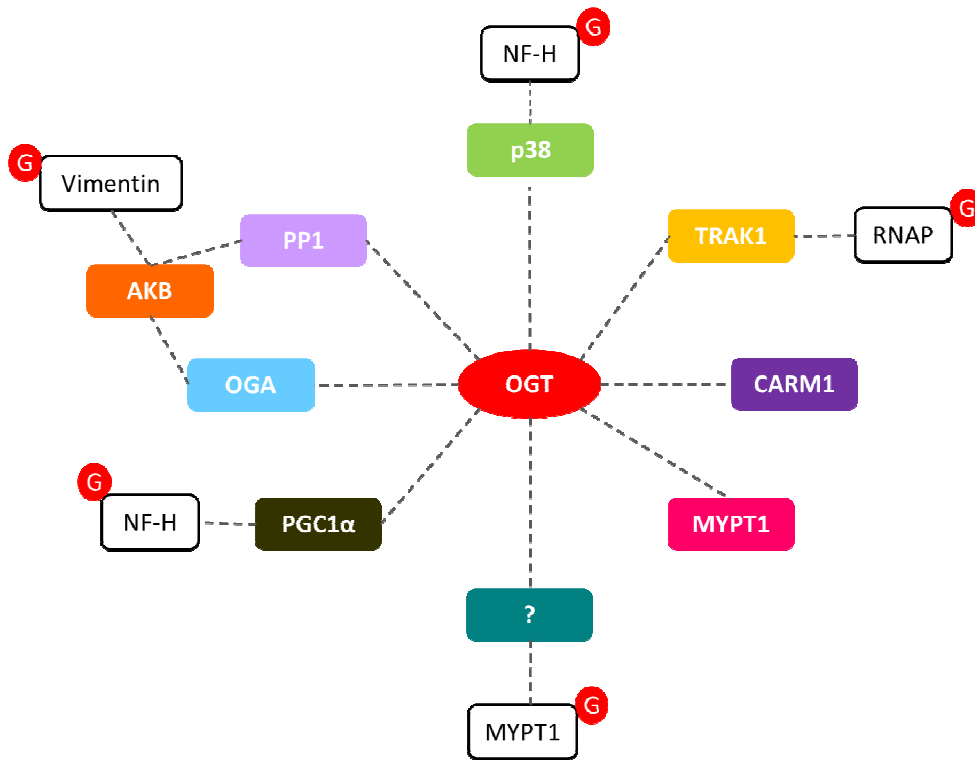 G
NF-H
p38
G
Vimentin
PP1
TRAK1
G
RNAP
AKB
OGA
OGT
CARM1
G
NF-H
PGC1α
MYPT1
?
G
MYPT1